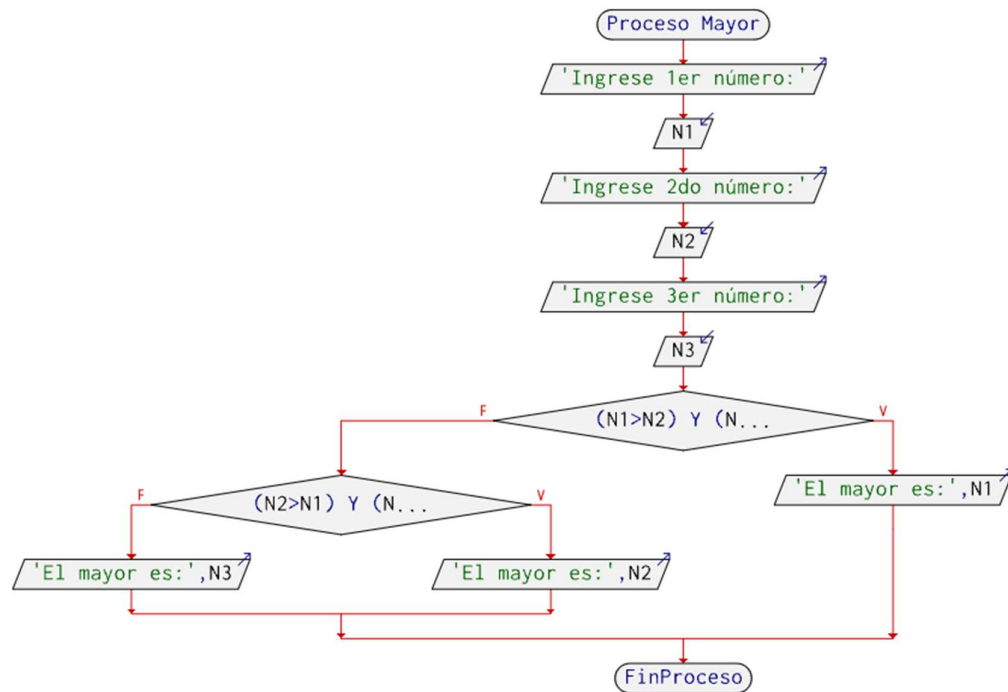 Proceso Mayor
'Ingrese 1er número:'
N1
'Ingrese 2do número:'
N2
'Ingrese 3er número:'
N3
F
(N1>N2) Y (N...
V
'El mayor es:',N1
F
(N2>N1) Y (N...
V
'El mayor es:',N3
'El mayor es:',N2
FinProceso